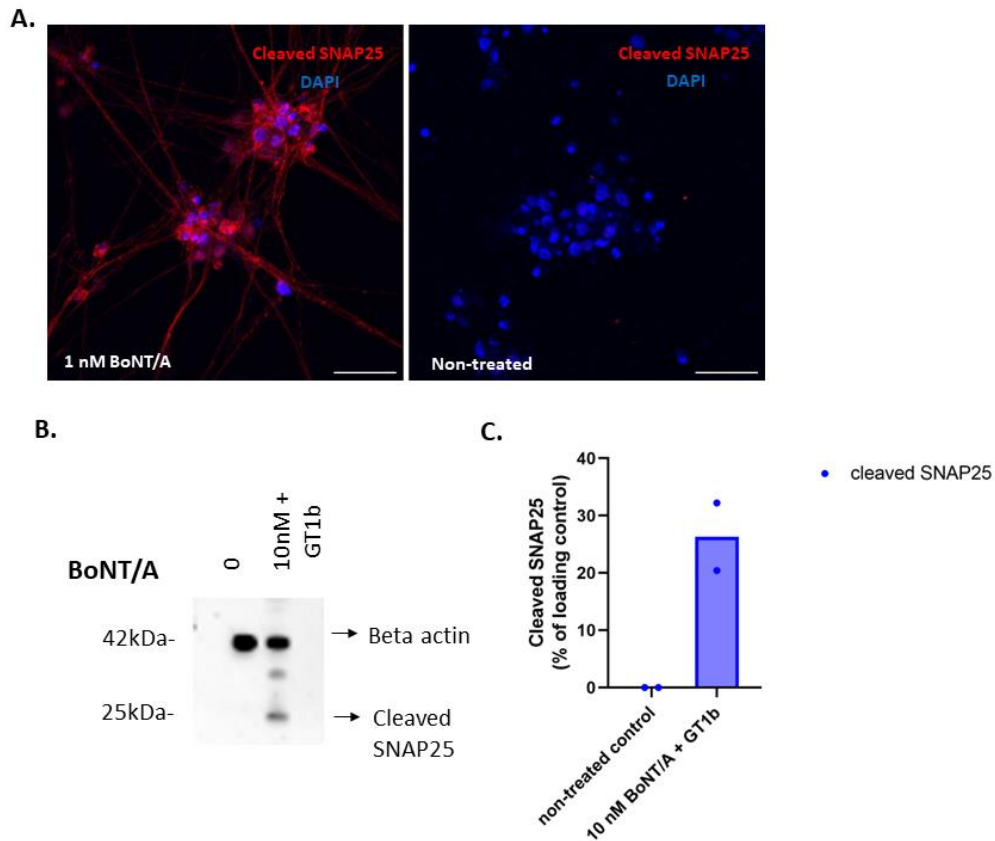 A.
Cleaved SNAP25
DAPI
1 nM BoNT/A
Cleaved SNAP25
DAPI
Non-treated
B.
BoNT/A
0
10nM +
GT1b
42kDa-
Beta actin
25kDa-
Cleaved
SNAP25
C.
Cleaved SNAP25
(% of loading control)
40
30
20
10
0
non-treated control
10 nM BoNT/A + GT1b
cleaved SNAP25